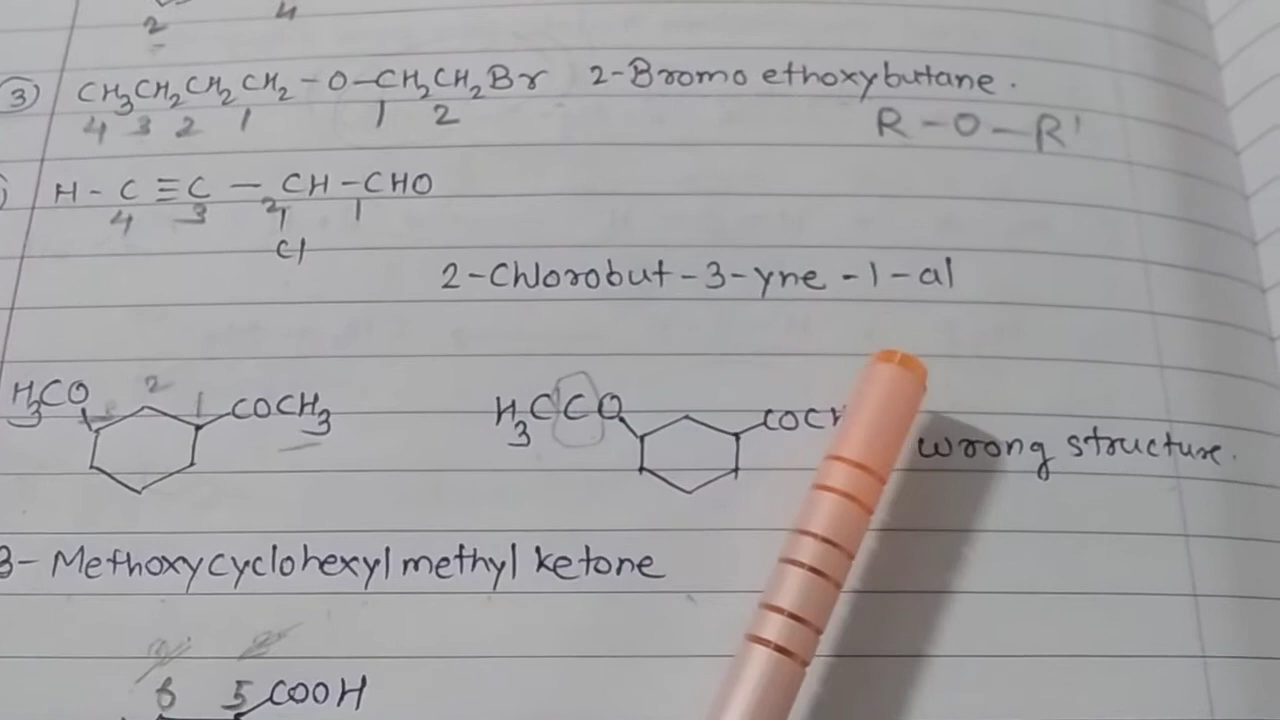 2 4
3) CH3CH2CH2CH2-O-CH2CH2Br 2-Bromo ethoxybutane.
4 3 2 1 1 2
R-O-R'
H-C≡C-CH-CHO
4 3 2 1
Cl
2-Chlorobut-3-yne-1-al
H3CO 2 1 COCH3 H3CCO
wrong structure.
3-Methoxycyclohexyl methyl ketone
6 5 COOH